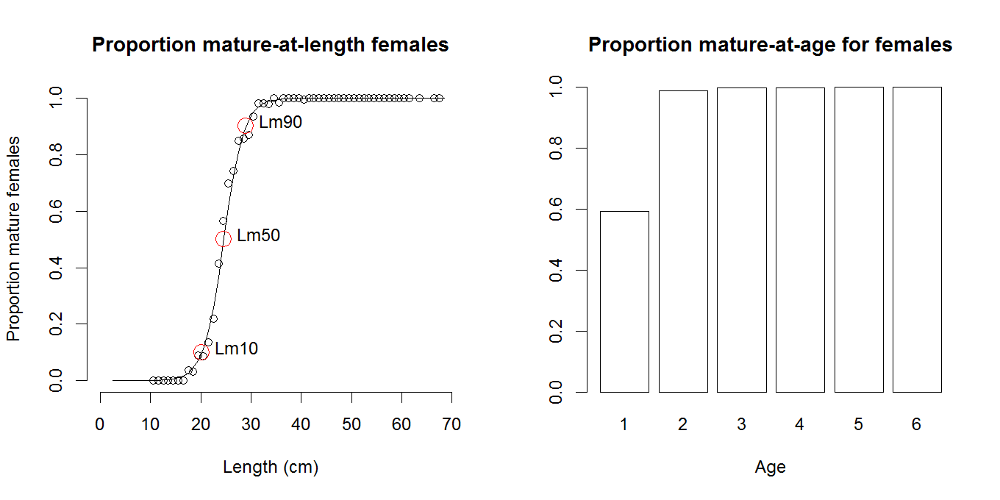 Proportion mature-at-length females
Proportion mature females
1.0
0.8
0.6
0.4
0.2
0.0
Lm90
Lm50
Lm10
0 10 20 30 40 50 60 70
Length (cm)
Proportion mature-at-age for females
1.0
0.8
0.6
0.4
0.2
0.0
1 2 3 4 5 6
Age